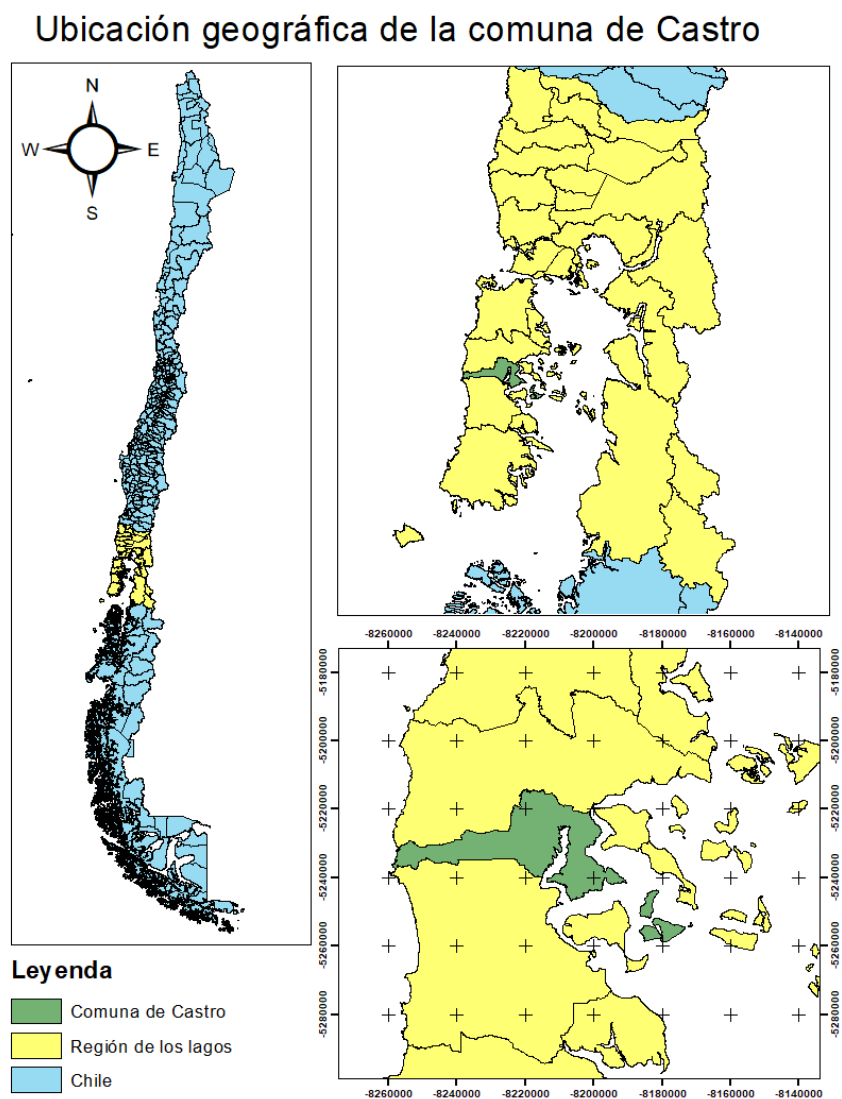 Ubicación geográfica de la comuna de Castro
N
W E
S
-8260000 -8240000 -8220000 -8200000 -8180000 -8160000 -8140000
-5180000 -5180000
-5200000 -5200000
-5220000 -5220000
-5240000 -5240000
-5260000 -5260000
-5280000 -5280000
-8260000 -8240000 -8220000 -8200000 -8180000 -8160000 -8140000
Leyenda
Comuna de Castro
Región de los lagos
Chile